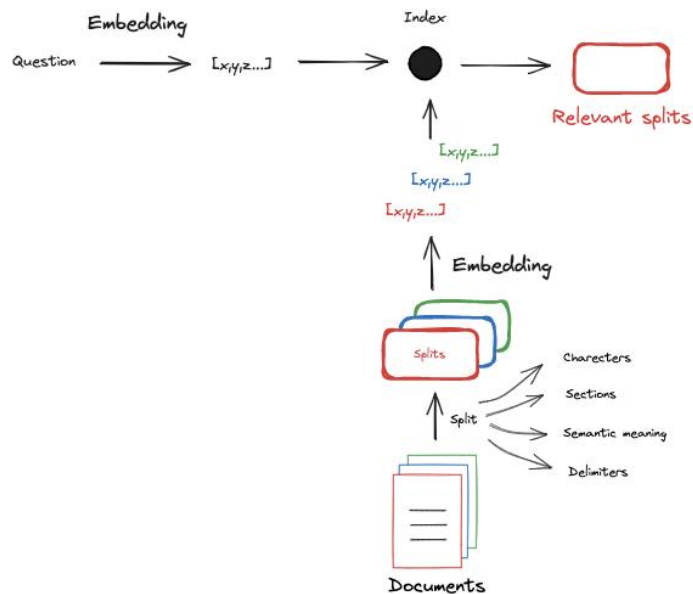 Index
Embedding
Question
[x,y,z...]
Relevant splits
[x,y,z...]
[x,y,z...]
[x,y,z...]
Embedding
Splits
Charecters
Split
Sections
Semantic meaning
Delimiters
Documents